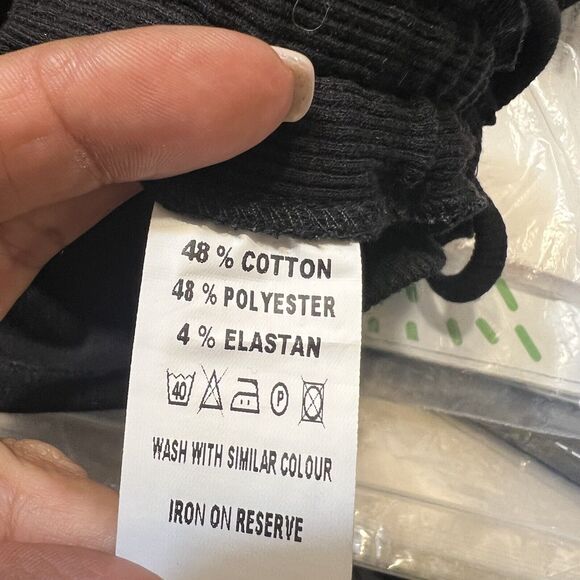 48 % COTTON
48 % POLYESTER
4 % ELASTAN
40 P
WASH WITH SIMILAR COLOUR
IRON ON RESERVE